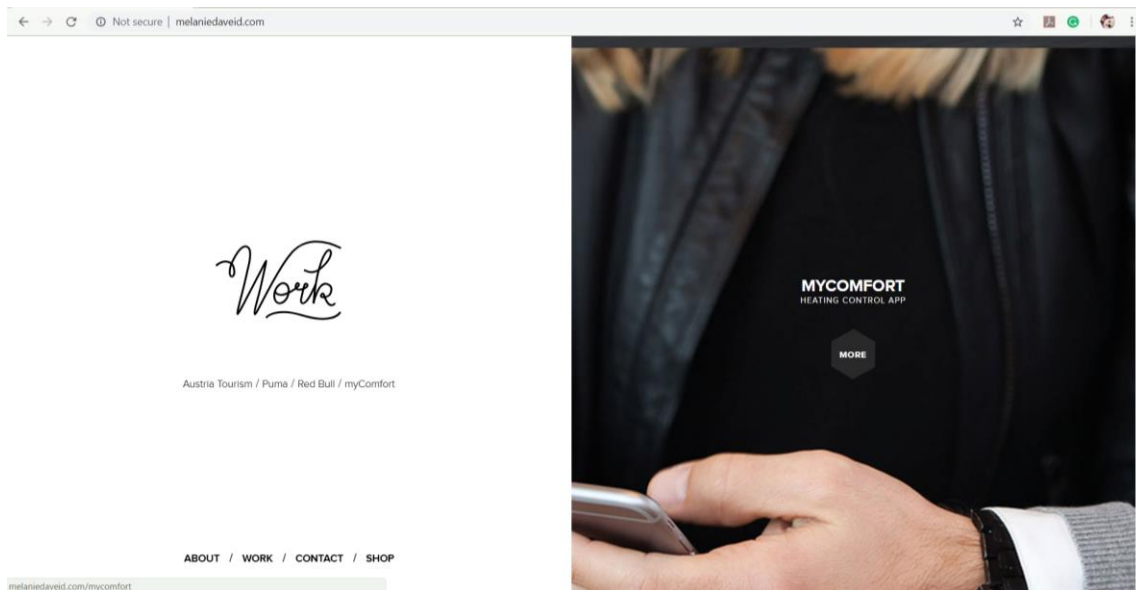 Not secure | melaniedaveid.com
Work
Austria Tourism / Puma / Red Bull / myComfort
ABOUT / WORK / CONTACT / SHOP
melaniedaveid.com/mycomfort
MYCOMFORT
HEATING CONTROL APP
MORE